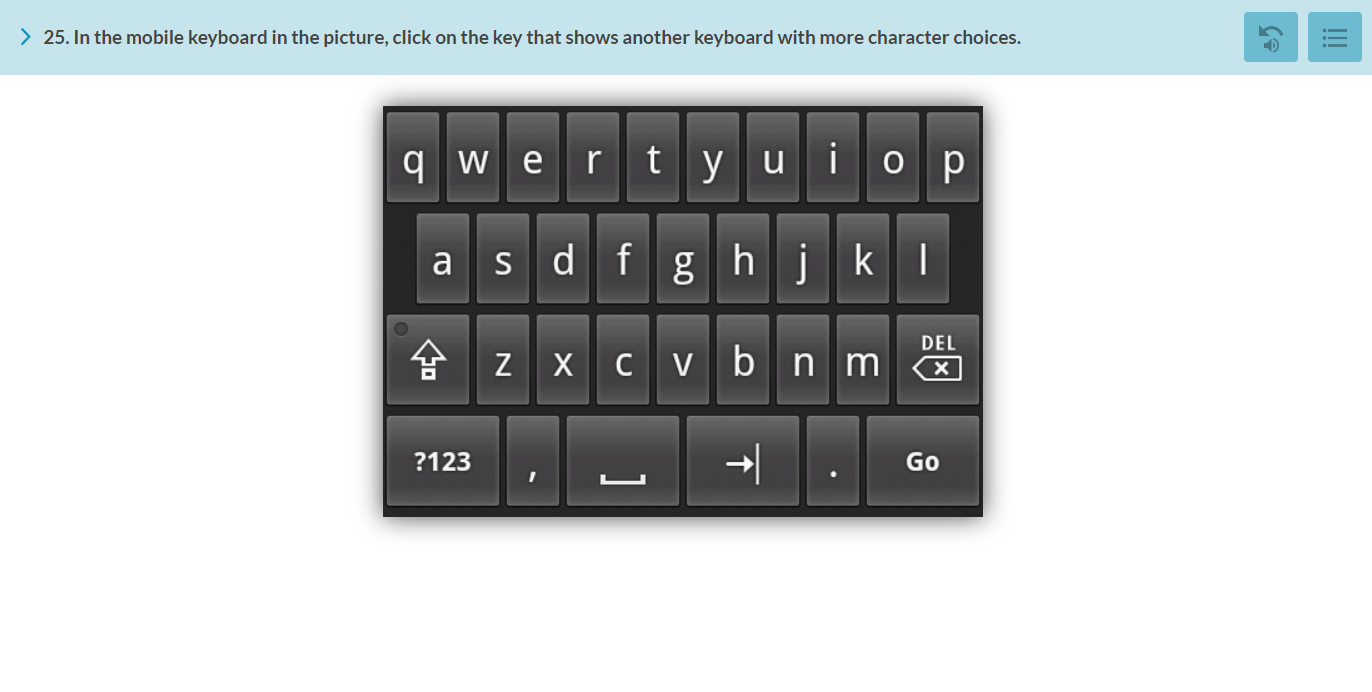 25. In the mobile keyboard in the picture, click on the key that shows another keyboard with more character choices.
q w e r t y u i o p
a s d f g h j k l
z x c v b n m DEL
?123 , . Go